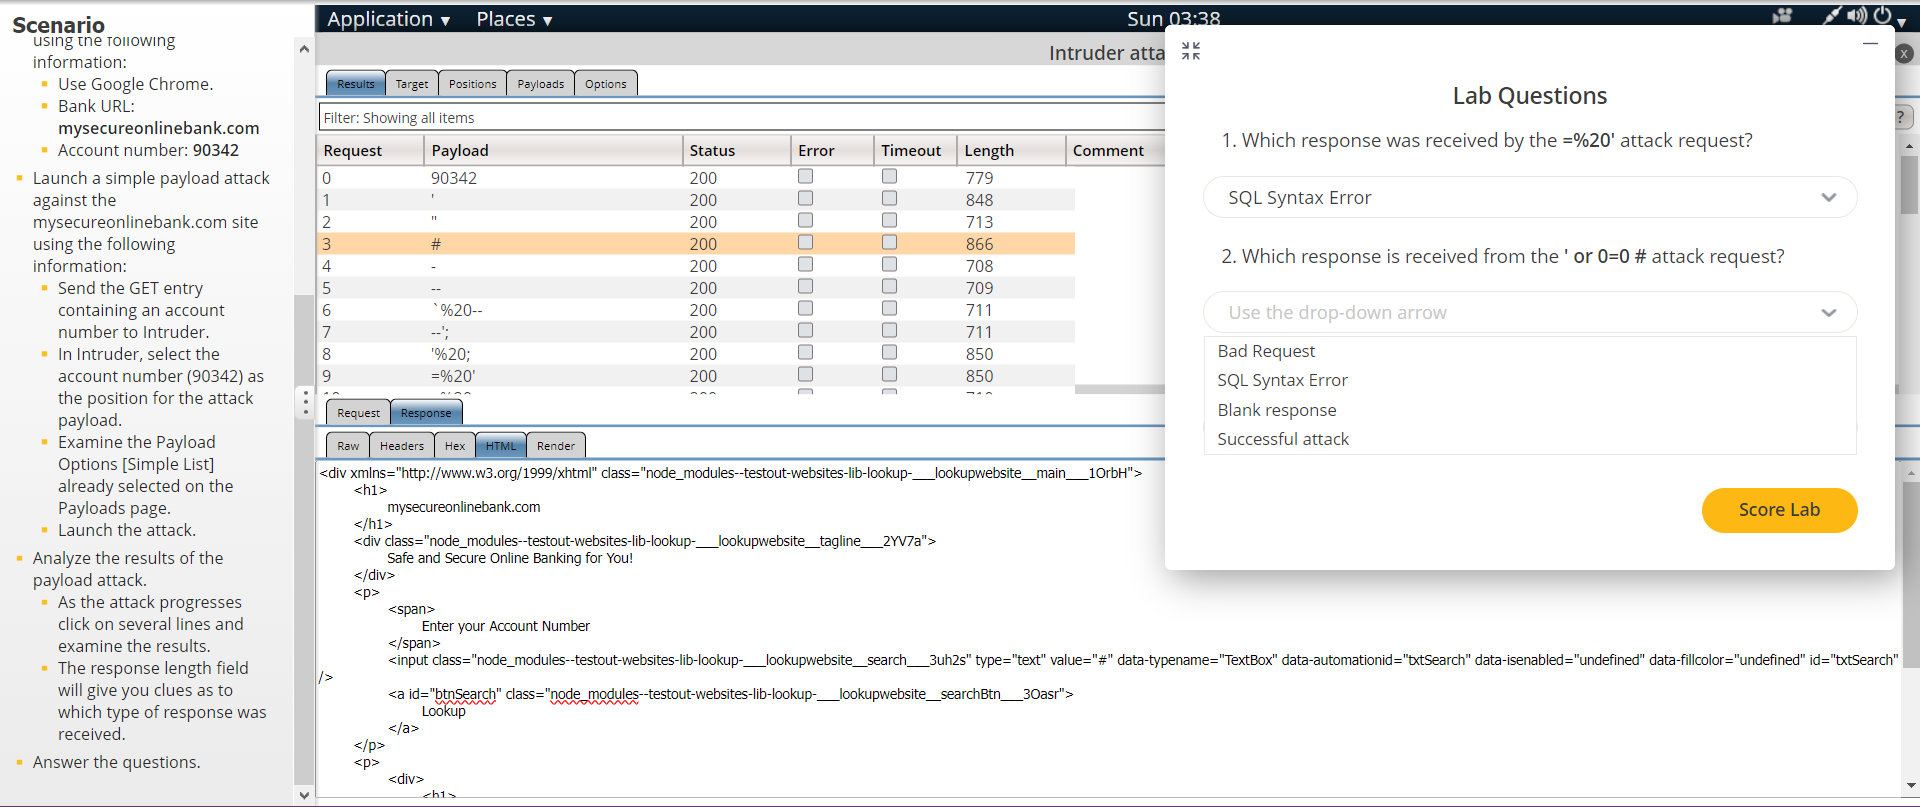 Scenario
using the following
information:
Use Google Chrome.
Bank URL:
mysecureonlinebank.com
Account number: 90342
Launch a simple payload attack
against the
mysecureonlinebank.com site
using the following
information:
Send the GET entry
containing an account
number to Intruder.
In Intruder, select the
account number (90342) as
the position for the attack
payload.
Examine the Payload
Options [Simple List]
already selected on the
Payloads page.
Launch the attack.
Analyze the results of the
payload attack.
As the attack progresses
click on several lines and
examine the results.
The response length field
will give you clues as to
which type of response was
received.
Answer the questions.
Application Places Sun 03:38
Intruder atta
x
Results Target Positions Payloads Options
Filter: Showing all items
?
Request Payload Status Error Timeout Length Comment
0 90342 200 779
1 ' 200 848
2 " 200 713
3 # 200 866
4 - 200 708
5 -- 200 709
6 `%20-- 200 711
7 --'; 200 711
8 '%20; 200 850
9 =%20' 200 850
Request Response
Raw Headers Hex HTML Render
<div xmlns="http://www.w3.org/1999/xhtml" class="node_modules--testout-websites-lib-lookup-___lookupwebsite__main___1OrbH">
<h1>
mysecureonlinebank.com
</h1>
<div class="node_modules--testout-websites-lib-lookup-___lookupwebsite__tagline___2YV7a">
Safe and Secure Online Banking for You!
</div>
<p>
<span>
Enter your Account Number
</span>
<input class="node_modules--testout-websites-lib-lookup-___lookupwebsite__search___3uh2s" type="text" value="#" data-typename="TextBox" data-automationid="txtSearch" data-isenabled="undefined" data-fillcolor="undefined" id="txtSearch"
/>
<a id="btnSearch" class="node_modules--testout-websites-lib-lookup-___lookupwebsite__searchBtn___3Oasr">
Lookup
</a>
</p>
<p>
<div>
<h1>
Lab Questions
1. Which response was received by the =%20' attack request?
SQL Syntax Error
2. Which response is received from the ' or 0=0 # attack request?
Use the drop-down arrow
Bad Request
SQL Syntax Error
Blank response
Successful attack
Score Lab